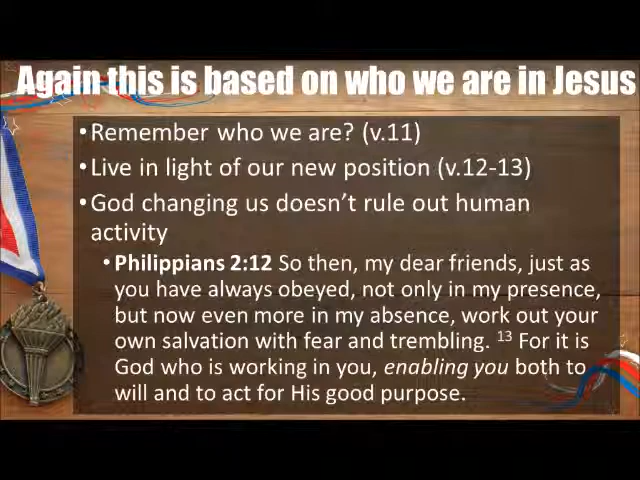 Again this is based on who we are in Jesus
•Remember who we are? (v.11)
•Live in light of our new position (v.12-13)
•God changing us doesn’t rule out human
activity
•Philippians 2:12 So then, my dear friends, just as
you have always obeyed, not only in my presence,
but now even more in my absence, work out your
own salvation with fear and trembling. 13 For it is
God who is working in you, enabling you both to
will and to act for His good purpose.